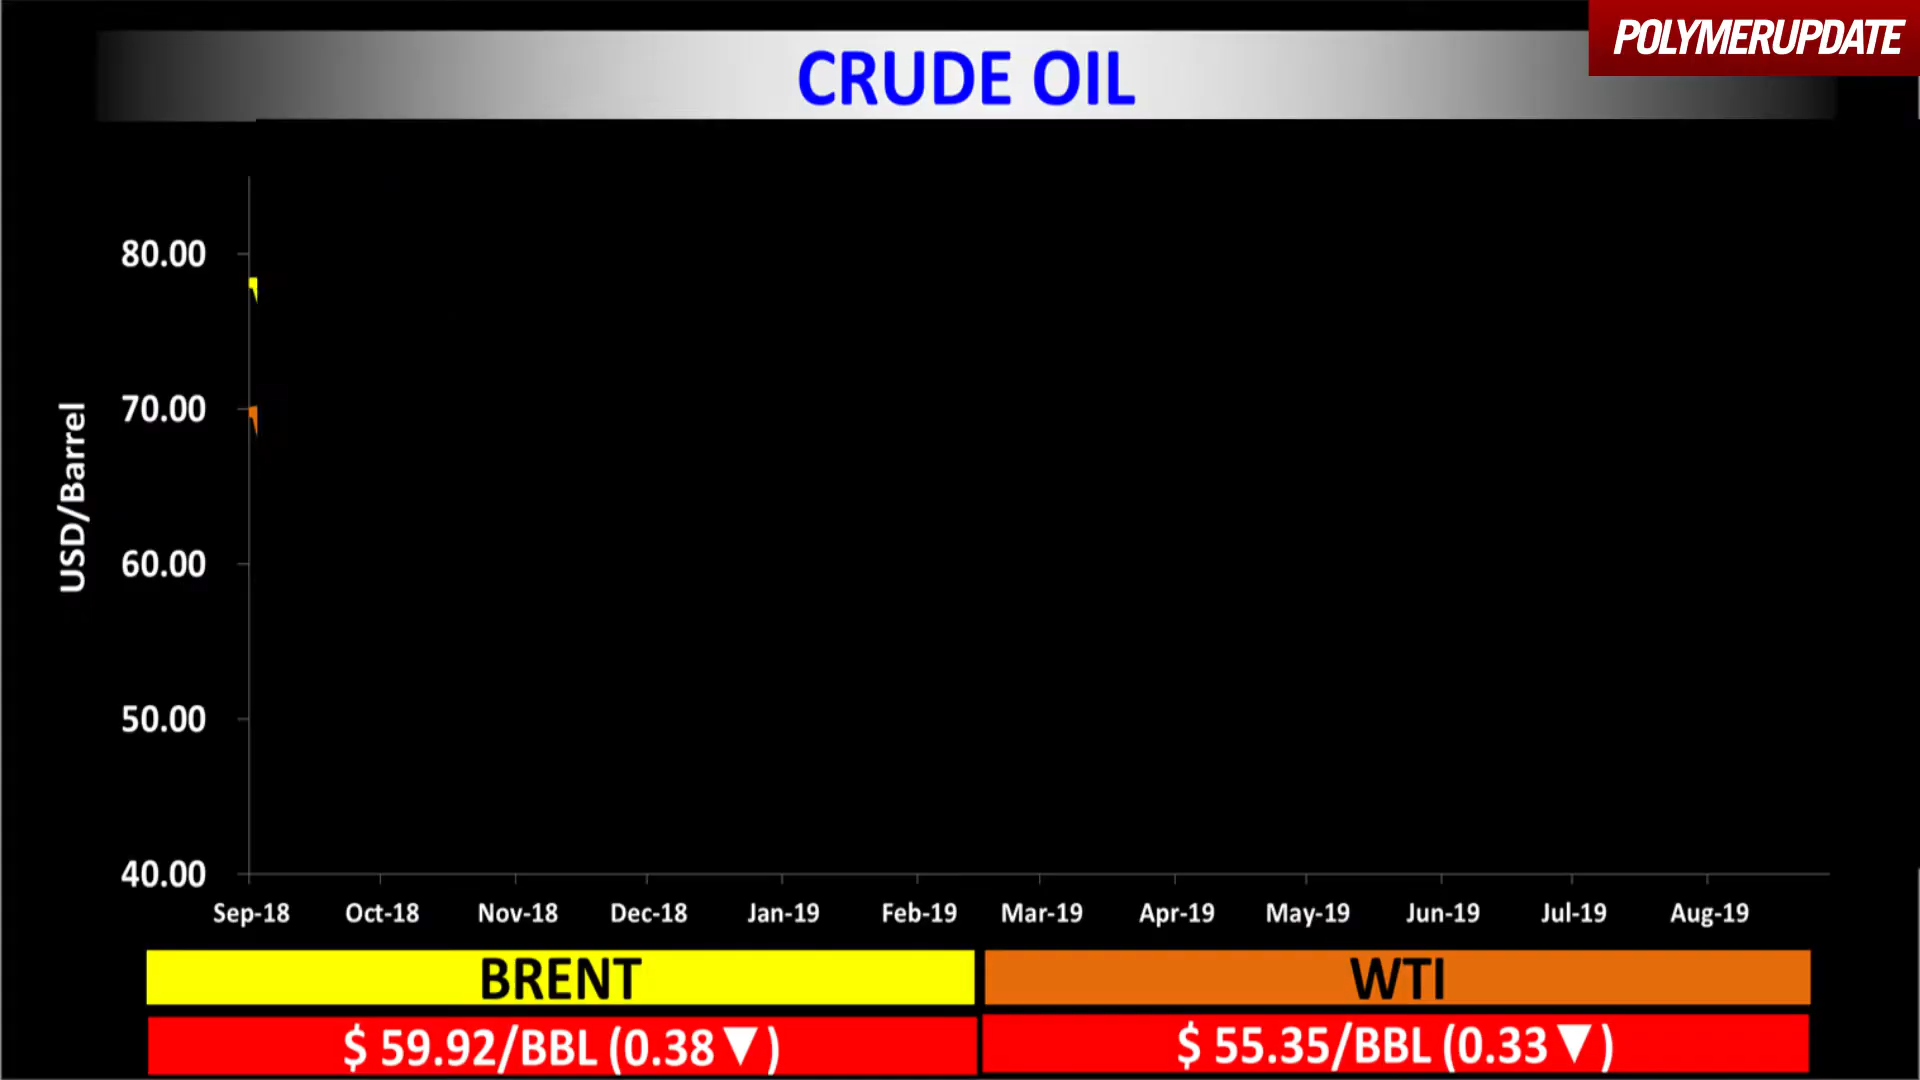 POLYMERUPDATE
CRUDE OIL
USD/Barrel
80.00
70.00
60.00
50.00
40.00
Sep-18 Oct-18 Nov-18 Dec-18 Jan-19 Feb-19 Mar-19 Apr-19 May-19 Jun-19 Jul-19 Aug-19
BRENT WTI
$ 59.92/BBL (0.38▼) $ 55.35/BBL (0.33▼)